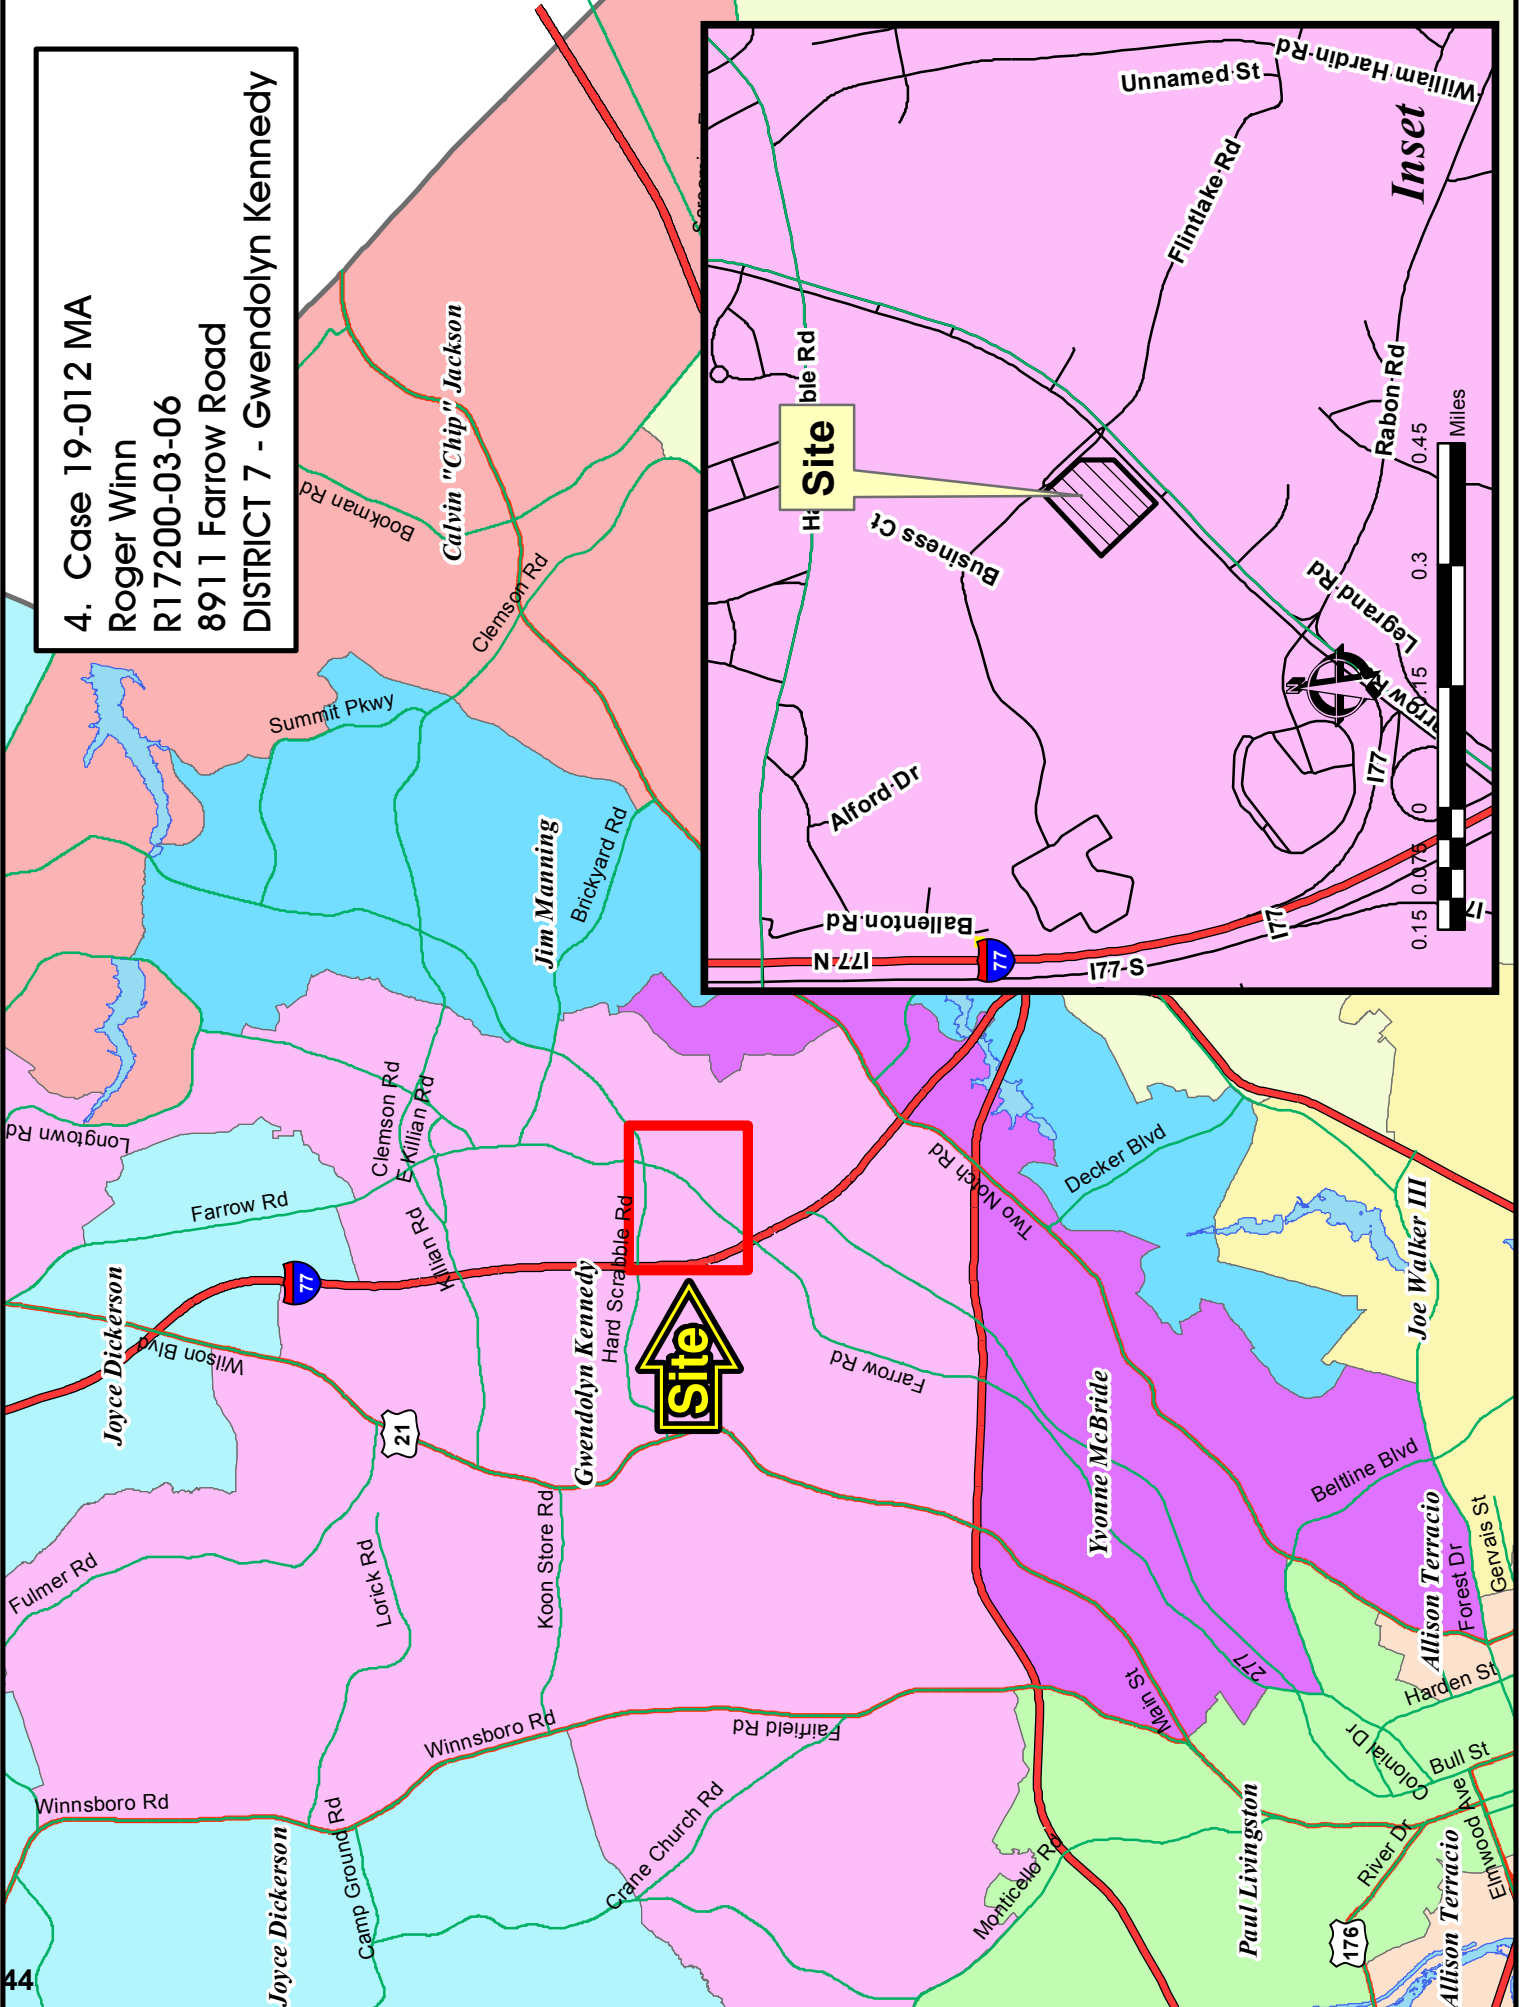 4. Case 19-012 MA
Roger Winn
R17200-03-06
8911 Farrow Road
DISTRICT 7 - Gwendolyn Kennedy
44
Winnsboro Rd
Joyce Dickerson
Camp Ground Rd
Winnsboro Rd
Fulmer Rd
Lorick Rd
Koon Store Rd
Fairfield Rd
Crane Church Rd
Monticello Rd
Joyce Dickerson
Wilson Blvd
21
77
Farrow Rd
Longtown Rd
Clemson Rd
E Killian Rd
Killian Rd
Gwendolyn Kennedy
Hard Scrabble Rd
Site
Farrow Rd
Summit Pkwy
Jim Manning
Brickyard Rd
Clemson Rd
Bookman Rd
Calvin "Chip" Jackson
Two Notch Rd
Decker Blvd
Yvonne McBride
Joe Walker III
Beltline Blvd
Allison Terracio
Forest Dr
Gervais St
Harden St
277
Main St
Colonial Dr
Bull St
Elmwood Ave
River Dr
Paul Livingston
176
Allison Terracio
Inset
Unnamed St
William Hardin Rd
Flintlake Rd
Site
Business Ct
Rabon Rd
Legrand Rd
Alford Dr
Ballenton Rd
I77 N
77
I77 S
I77
I77
N
0.15 0.075 0 0.15 0.3 0.45
Miles